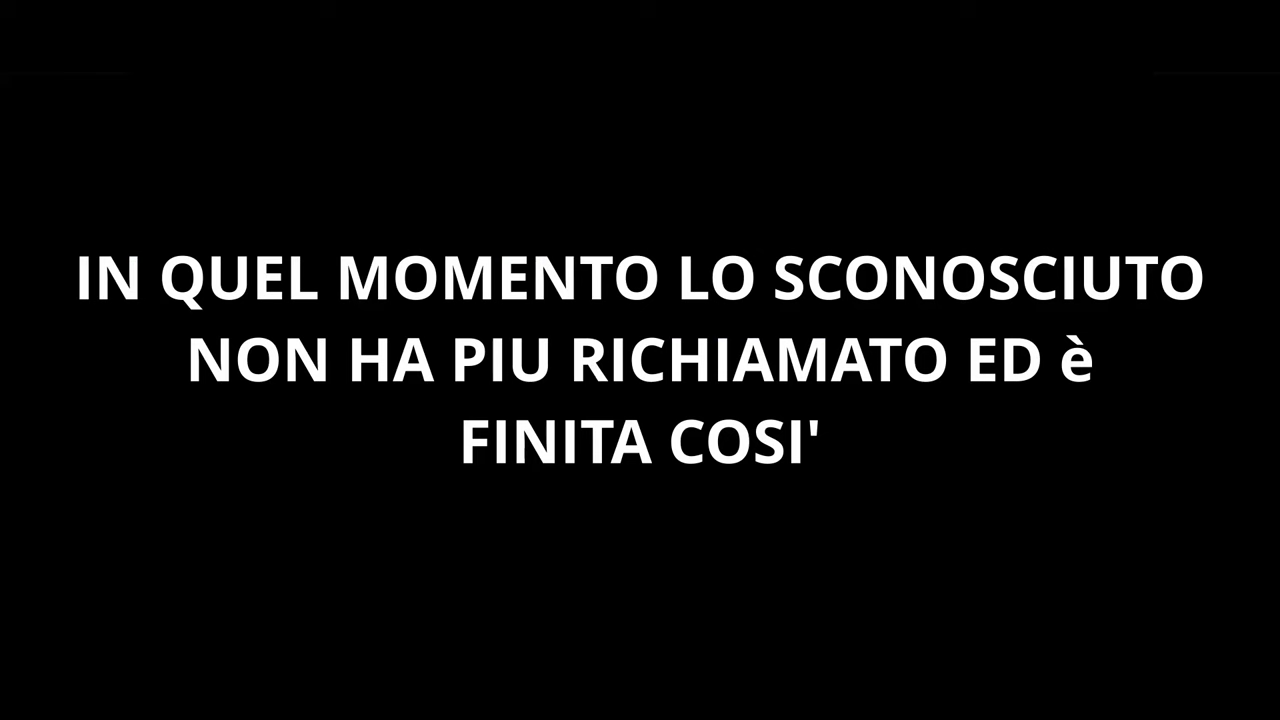 IN QUEL MOMENTO LO SCONOSCIUTO
NON HA PIU RICHIAMATO ED è
FINITA COSI'